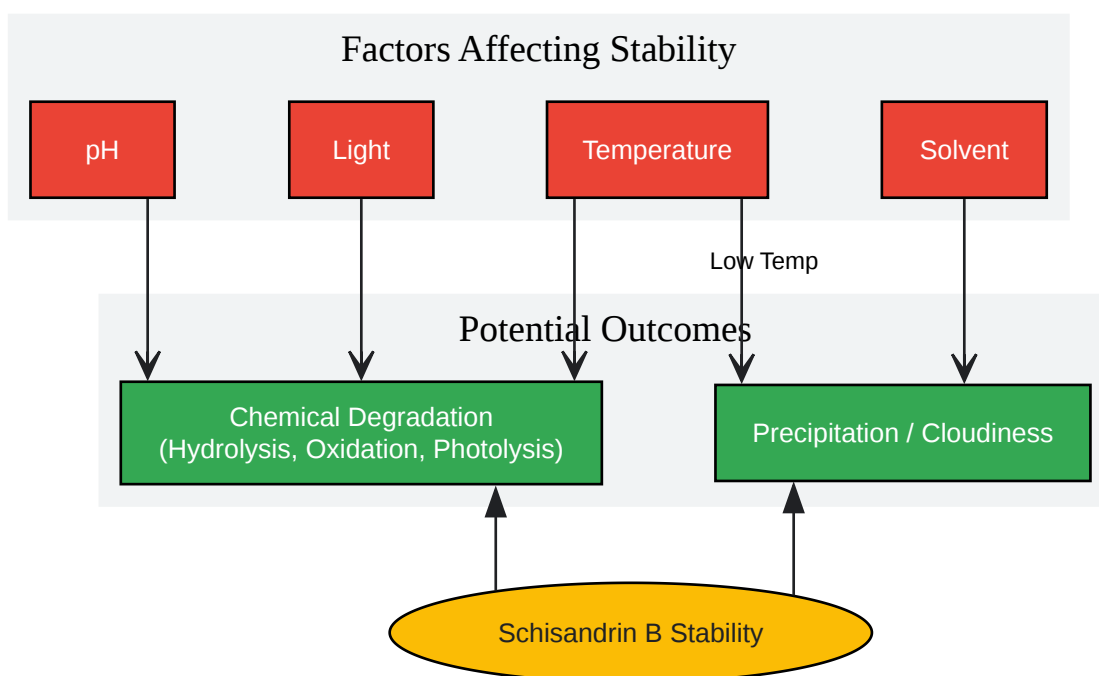 Factors Affecting Stability
pH
Light
Temperature
Solvent
Low Temp
Potential Outcomes
Chemical Degradation
(Hydrolysis, Oxidation, Photolysis)
Precipitation / Cloudiness
Schisandrin B Stability